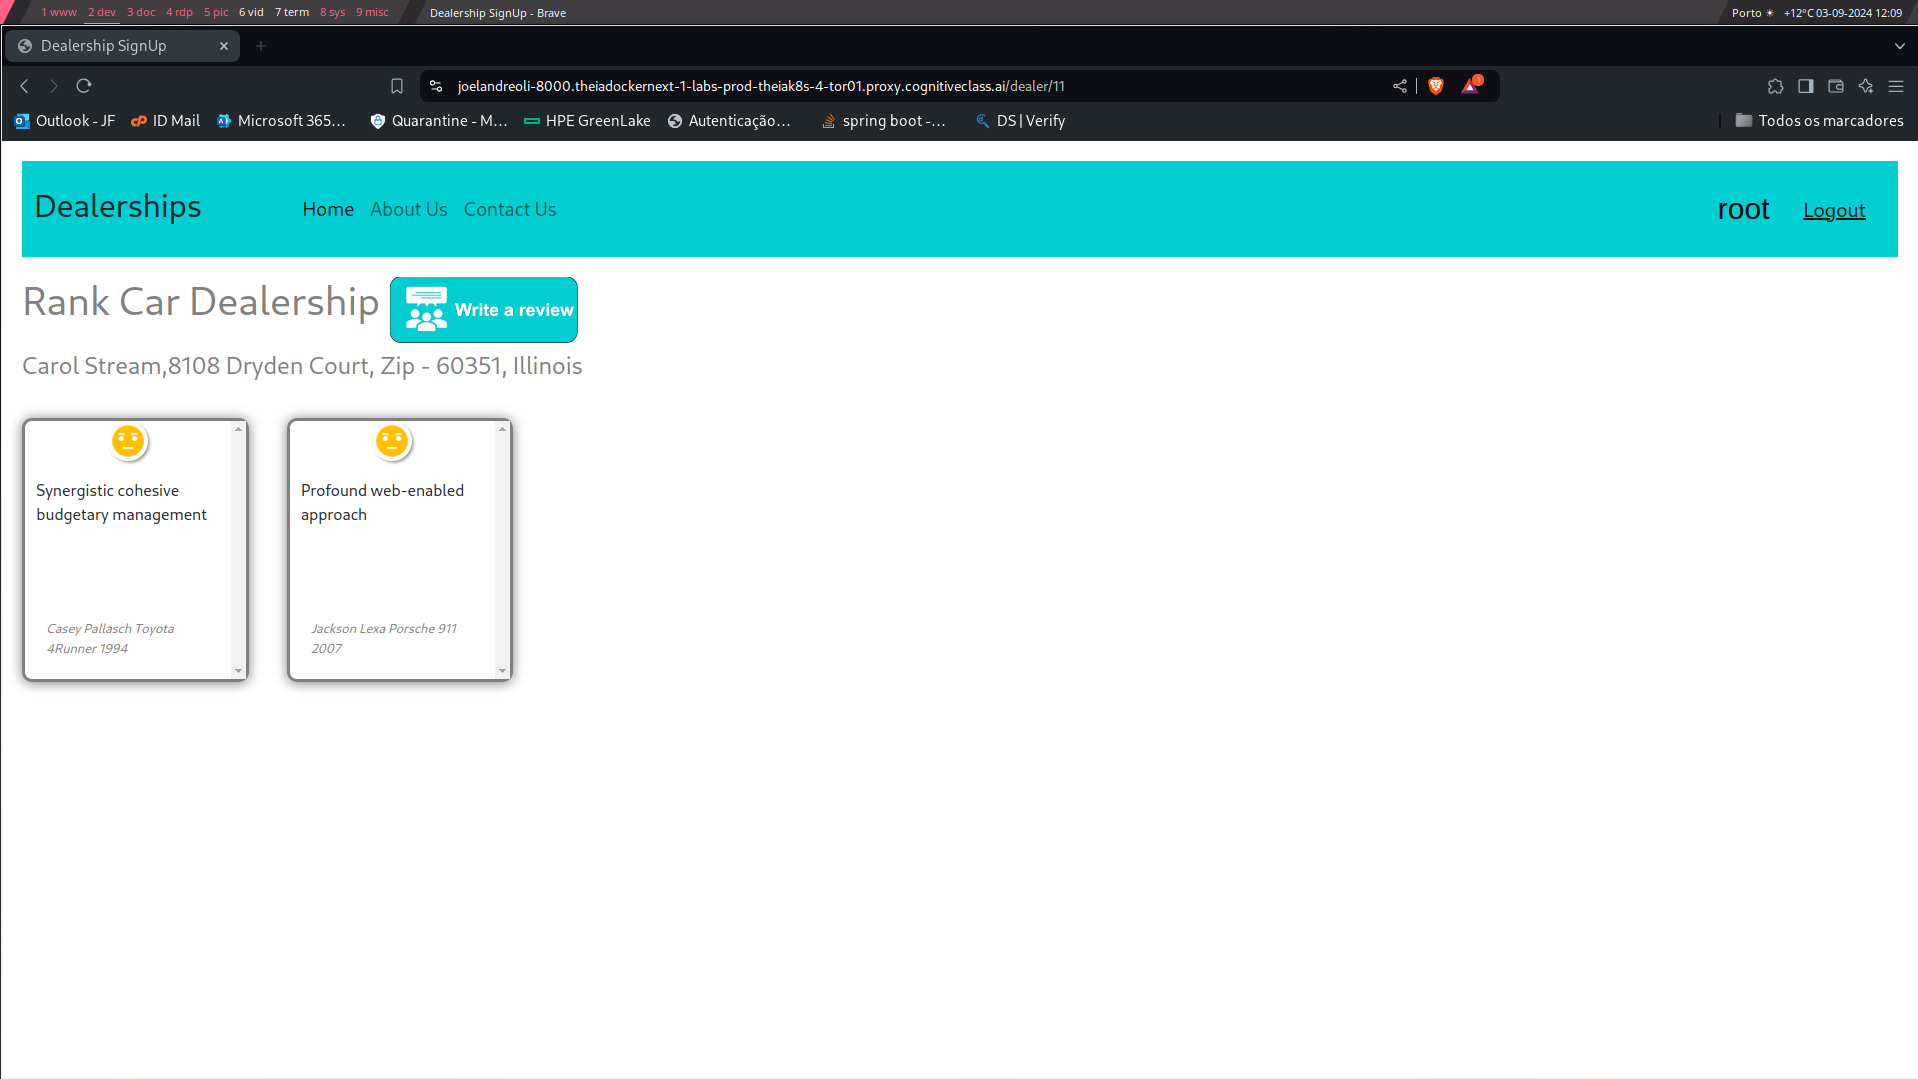 1 www 2 dev 3 doc 4 rdp 5 pic 6 vid 7 term 8 sys 9 misc Dealership SignUp - Brave Porto +12°C 03-09-2024 12:09
Dealership SignUp
joelandreoli-8000.theiadockernext-1-labs-prod-theiak8s-4-tor01.proxy.cognitiveclass.ai/dealer/11 1
Outlook - JF ID Mail Microsoft 365... Quarantine - M... HPE GreenLake Autenticação... spring boot -... DS | Verify Todos os marcadores
Dealerships Home About Us Contact Us root Logout
Rank Car Dealership Write a review
Carol Stream,8108 Dryden Court, Zip - 60351, Illinois
Synergistic cohesive
budgetary management
Casey Pallasch Toyota
4Runner 1994
Profound web-enabled
approach
Jackson Lexa Porsche 911
2007